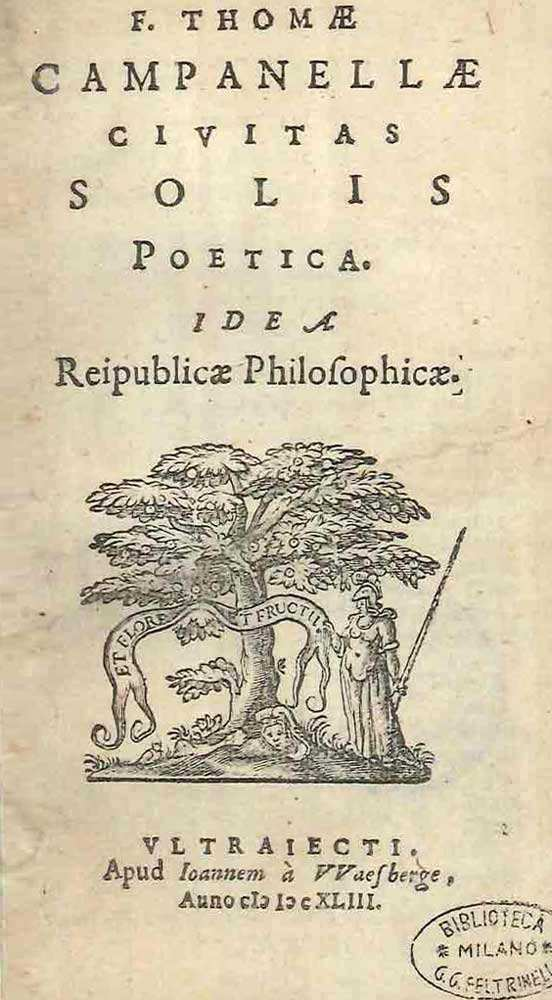 F. THOMÆ
CAMPANELLÆ
CIVITAS
SOLIS
POETICA.
IDEA
Reipublicæ Philoſophicæ.
ET FLORE ET FRUCTU
VLTRAIECTI.
Apud Ioannem à VVaeſberge,
Anno cIↄ Iↄc XLIII.
BIBLIOTECA
* MILANO *
G.G. FELTRINELLI